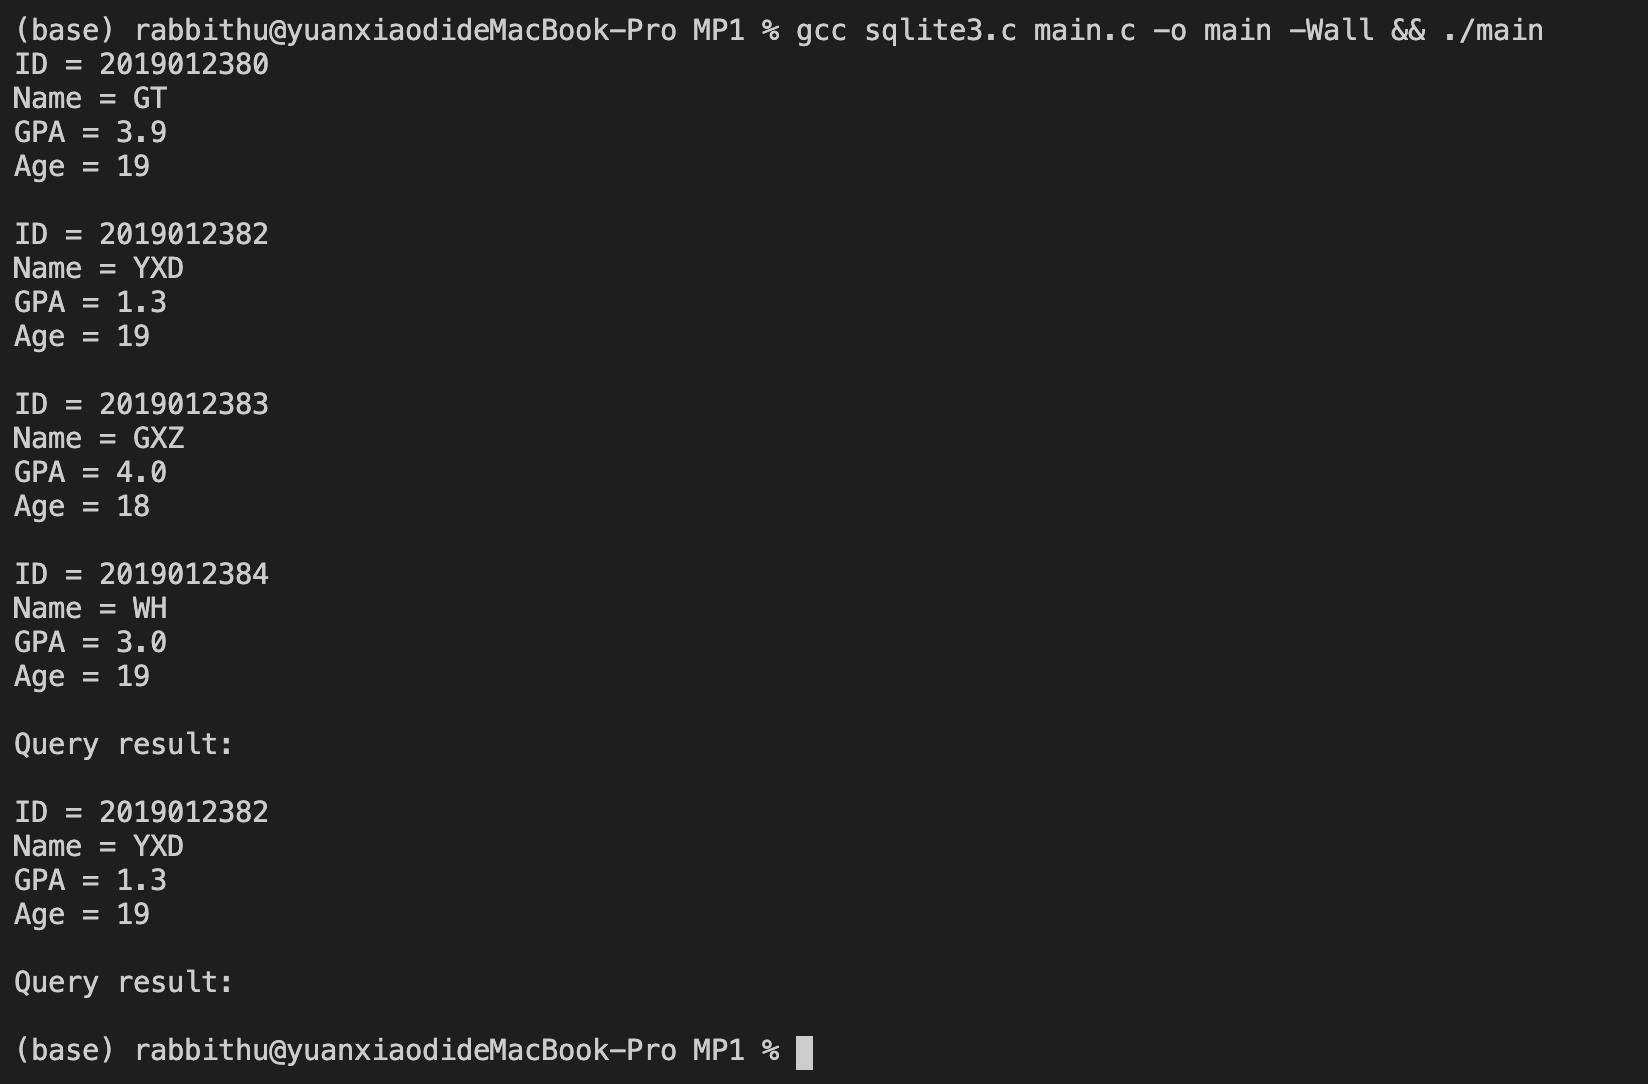 (base) rabbithu@yuanxiaodideMacBook-Pro MP1 % gcc sqlite3.c main.c -o main -Wall && ./main
ID = 2019012380
Name = GT
GPA = 3.9
Age = 19
ID = 2019012382
Name = YXD
GPA = 1.3
Age = 19
ID = 2019012383
Name = GXZ
GPA = 4.0
Age = 18
ID = 2019012384
Name = WH
GPA = 3.0
Age = 19
Query result:
ID = 2019012382
Name = YXD
GPA = 1.3
Age = 19
Query result:
(base) rabbithu@yuanxiaodideMacBook-Pro MP1 %